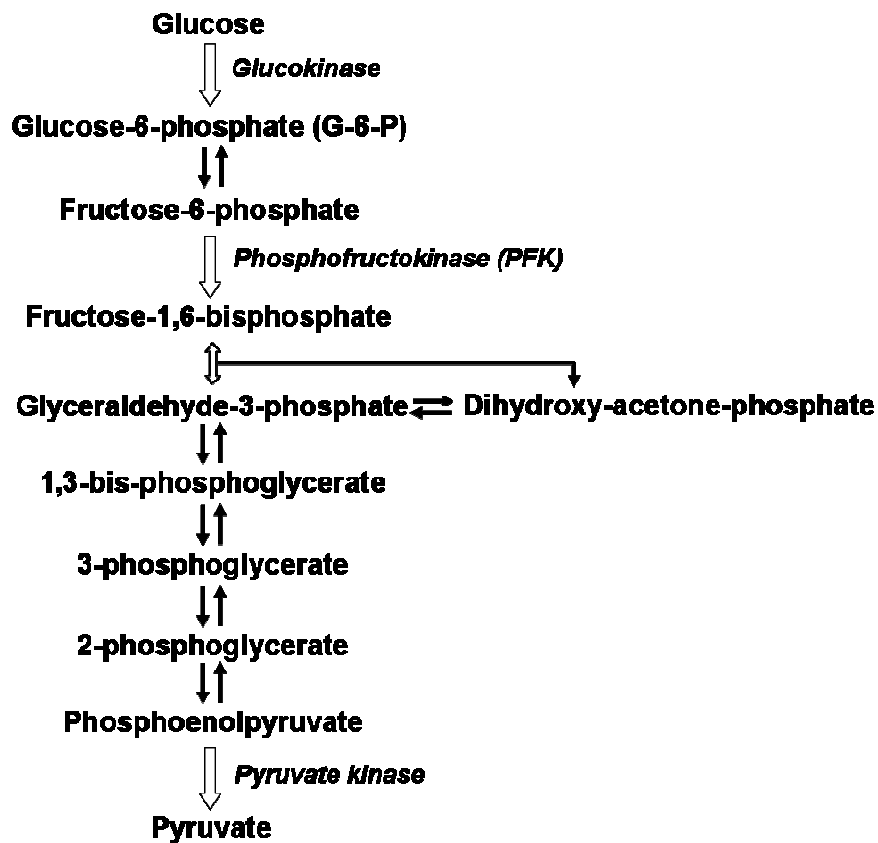 Glucose
Glucokinase
Glucose-6-phosphate (G-6-P)
Fructose-6-phosphate
Phosphofructokinase (PFK)
Fructose-1,6-bisphosphate
Glyceraldehyde-3-phosphate Dihydroxy-acetone-phosphate
1,3-bis-phosphoglycerate
3-phosphoglycerate
2-phosphoglycerate
Phosphoenolpyruvate
Pyruvate kinase
Pyruvate